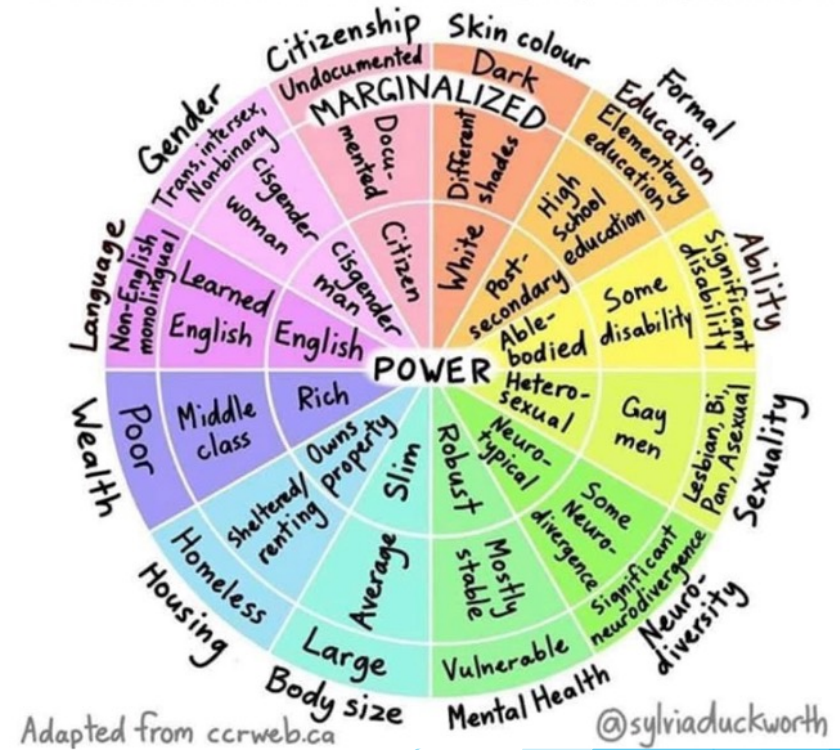 Citizenship
Undocumented
Docu-
mented
Citizen
Skin colour
Dark
Different
shades
White
Formal
Education
Elementary
education
High
School
education
Post-
secondary
Ability
Significant
disability
Some
disability
Able-
bodied
Sexuality
Lesbian, Bi,
Pan, Asexual
Gay
men
Hetero-
sexual
Neuro-
diversity
Significant
neurodivergence
Some
Neuro-
divergence
Neuro-
typical
Mental Health
Vulnerable
Mostly
stable
Robust
Body size
Large
Average
Slim
Housing
Homeless
Sheltered/
renting
Owns
property
Wealth
Poor
Middle
class
Rich
Language
Non-English
monolingual
Learned
English
English
Gender
Trans, intersex,
Non-binary
cisgender
woman
cisgender
man
MARGINALIZED
POWER
Adapted from ccrweb.ca
@sylviaduckworth